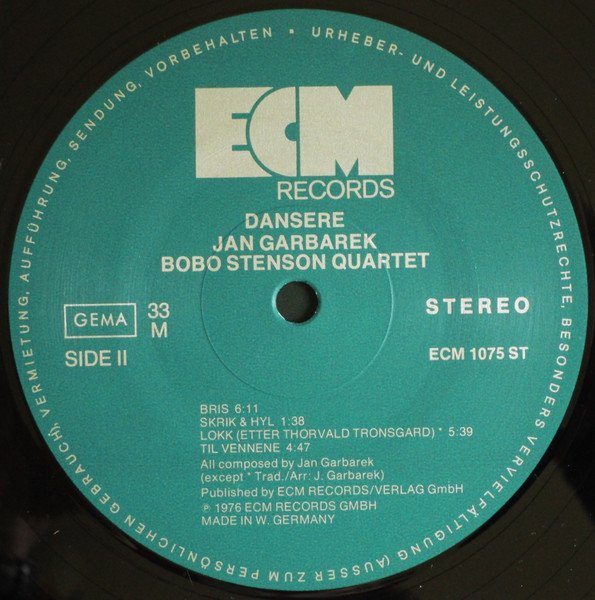 URHEBER- UND LEISTUNGSSCHUTZRECHTE, BESONDERS VERVIELFÄLTIGUNG (AUSSER ZUM PERSÖNLICHEN GEBRAUCH), VERMIETUNG, AUFFÜHRUNG, SENDUNG, VORBEHALTEN •
ECM
RECORDS
DANSERE
JAN GARBAREK
BOBO STENSON QUARTET
GEMA
33
M
STEREO
SIDE II
ECM 1075 ST
BRIS 6:11
SKRIK & HYL 1:38
LOKK (ETTER THORVALD TRONSGARD) * 5:39
TIL VENNENE 4:47
All composed by Jan Garbarek
(except * Trad./Arr: J. Garbarek)
Published by ECM RECORDS/VERLAG GmbH
℗ 1976 ECM RECORDS GMBH
MADE IN W. GERMANY